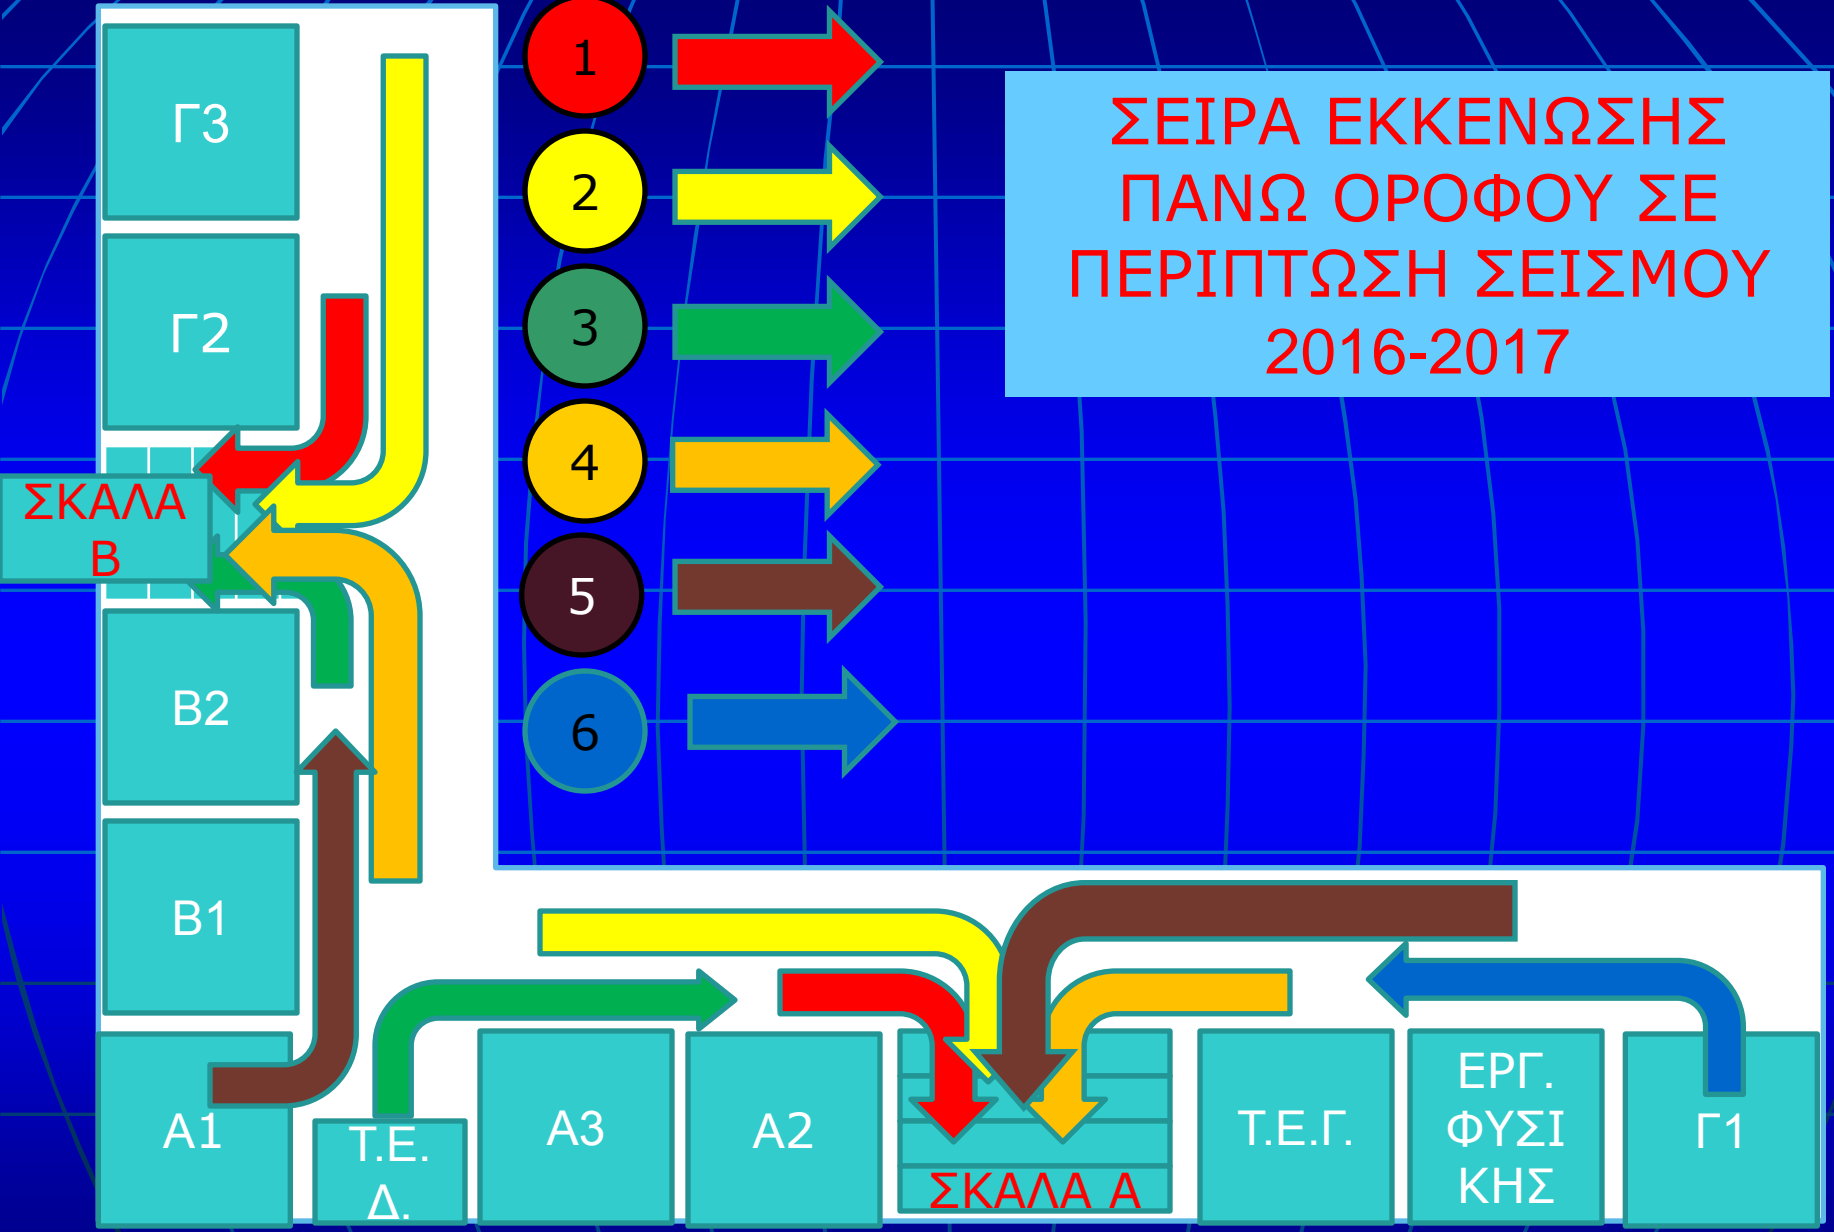 1
2
3
4
5
6
ΣΕΙΡΑ ΕΚΚΕΝΩΣΗΣ
ΠΑΝΩ ΟΡΟΦΟΥ ΣΕ
ΠΕΡΙΠΤΩΣΗ ΣΕΙΣΜΟΥ
2016-2017
Γ3
Γ2
ΣΚΑΛΑ
Β
Β2
Β1
Α1
Τ.Ε.
Δ.
Α3
Α2
ΣΚΑΛΑ Α
Τ.Ε.Γ.
ΕΡΓ.
ΦΥΣΙ
ΚΗΣ
Γ1